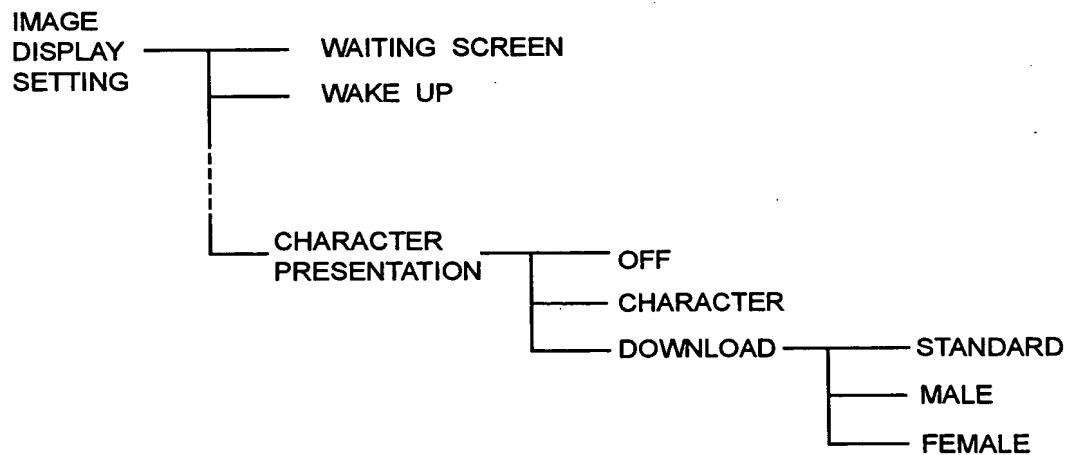 IMAGE
DISPLAY
SETTING
WAITING SCREEN
WAKE UP
CHARACTER
PRESENTATION
OFF
CHARACTER
DOWNLOAD
STANDARD
MALE
FEMALE